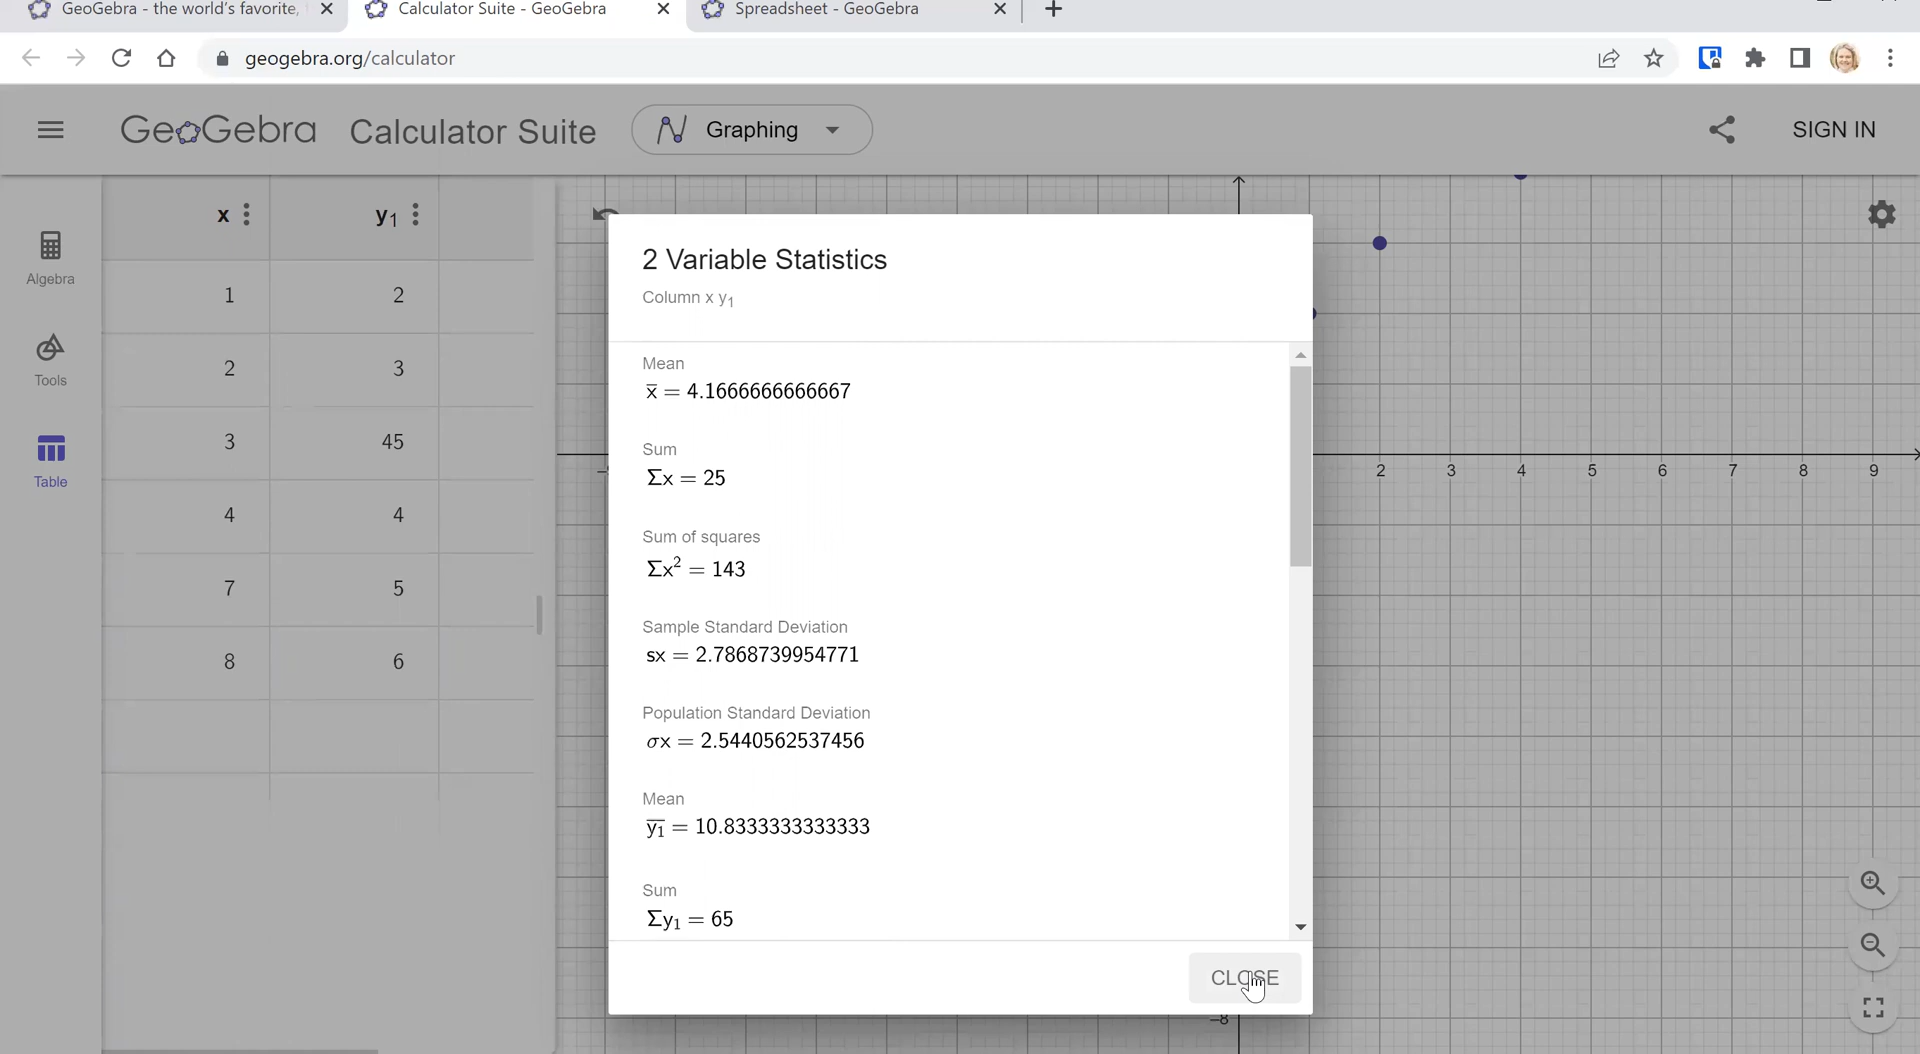 GeoGebra - the world's favorite,
Calculator Suite - GeoGebra
Spreadsheet - GeoGebra
geogebra.org/calculator
GeoGebra Calculator Suite
Graphing
SIGN IN
Algebra
Tools
Table
x y₁
1 2
2 3
3 45
4 4
7 5
8 6
2 Variable Statistics
Column x y₁
Mean
x̄ = 4.1666666666667
Sum
Σx = 25
Sum of squares
Σx² = 143
Sample Standard Deviation
sx = 2.7868739954771
Population Standard Deviation
σx = 2.5440562537456
Mean
y̅₁ = 10.8333333333333
Sum
Σy₁ = 65
CLOSE
2 3 4 5 6 7 8 9
−8